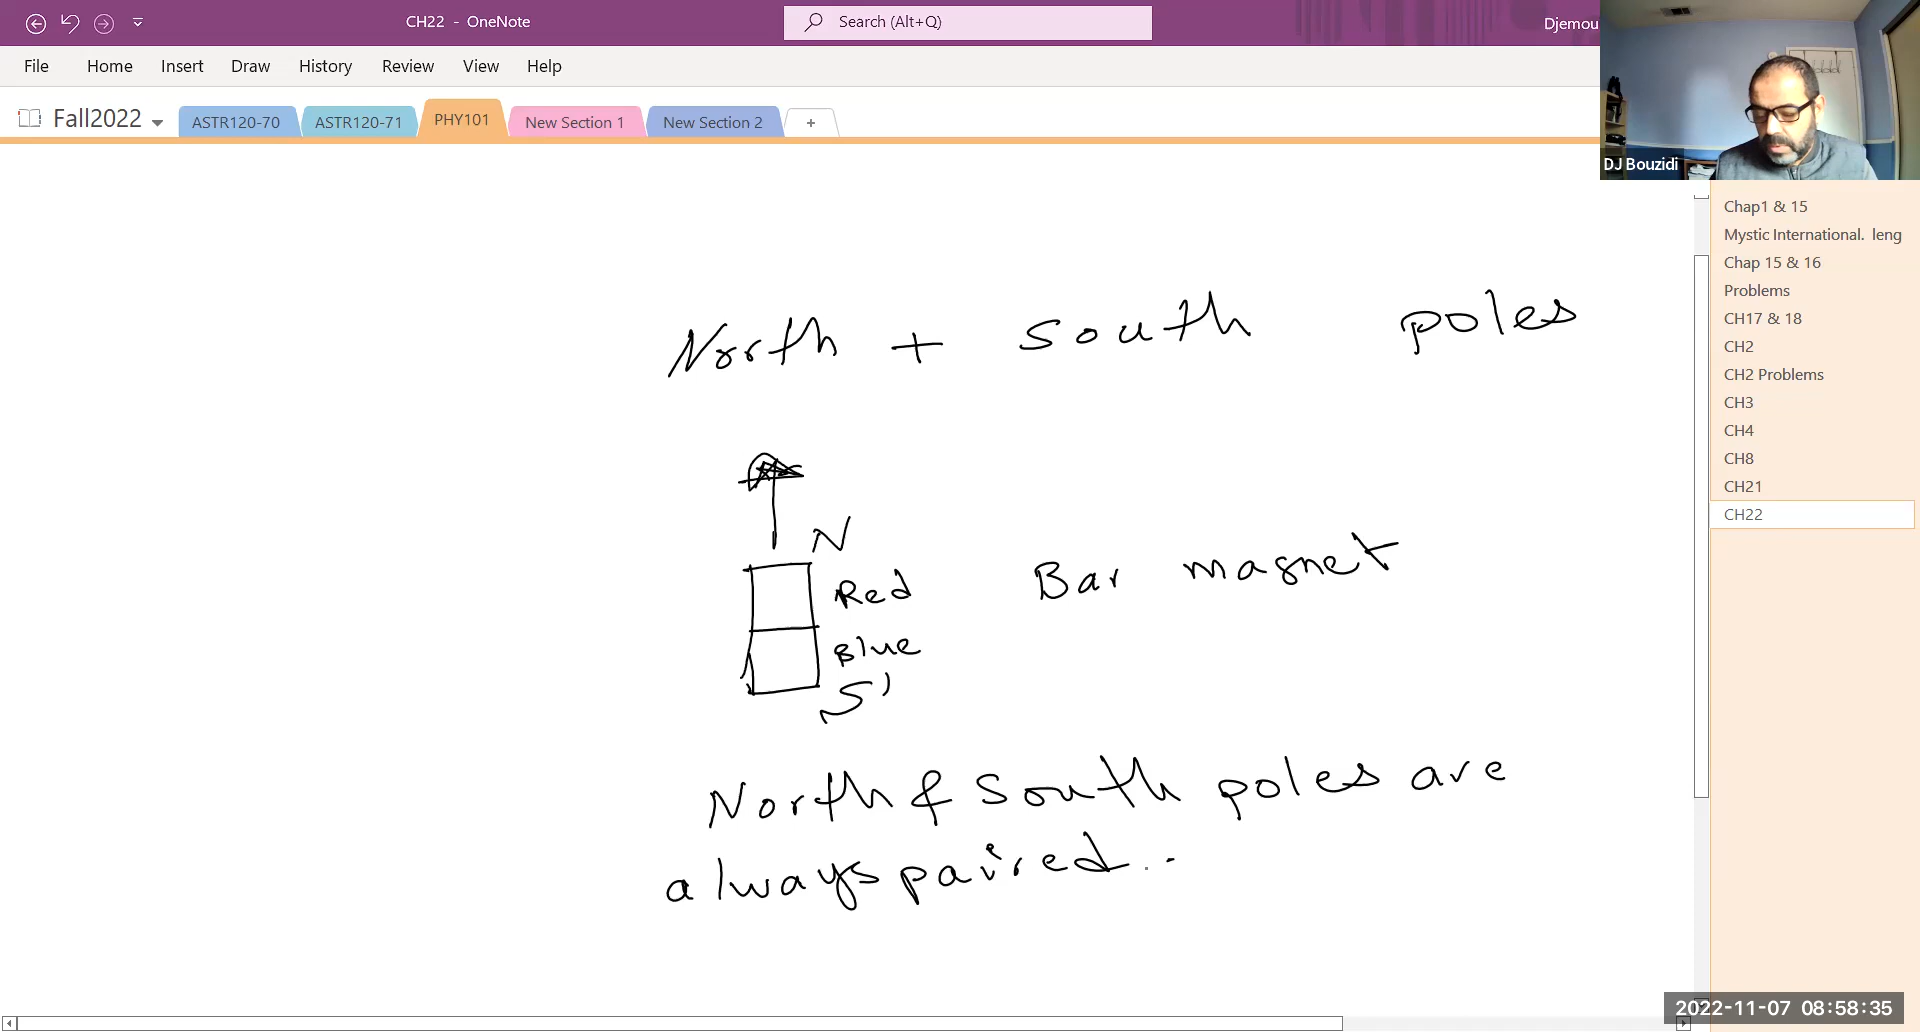 CH22 - OneNote
Search (Alt+Q)
Djemou
File Home Insert Draw History Review View Help
Fall2022
ASTR120-70
ASTR120-71
PHY101
New Section 1
New Section 2
+
DJ Bouzidi
Chap1 & 15
Mystic International. leng
Chap 15 & 16
Problems
CH17 & 18
CH2
CH2 Problems
CH3
CH4
CH8
CH21
CH22
North + South poles
N
Red
Bar magnet
Blue
S
North & South poles are
always paired..
2022-11-07 08:58:35